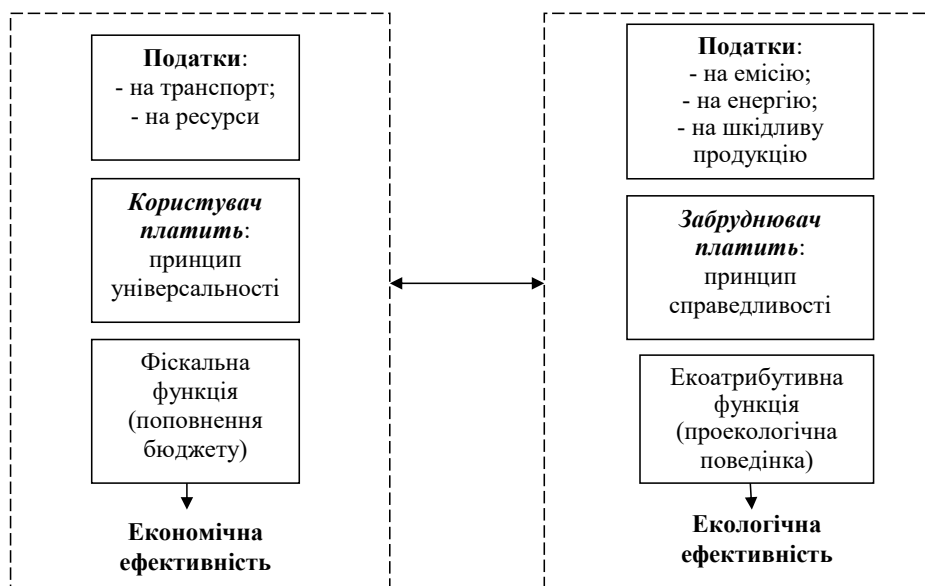 Податки:
- на транспорт;
- на ресурси
Користувач
платить:
принцип
універсальності
Фіскальна
функція
(поповнення
бюджету)
Економічна
ефективність
Податки:
- на емісію;
- на енергію;
- на шкідливу
продукцію
Забруднювач
платить:
принцип
справедливості
Екоатрибутивна
функція
(проекологічна
поведінка)
Екологічна
ефективність